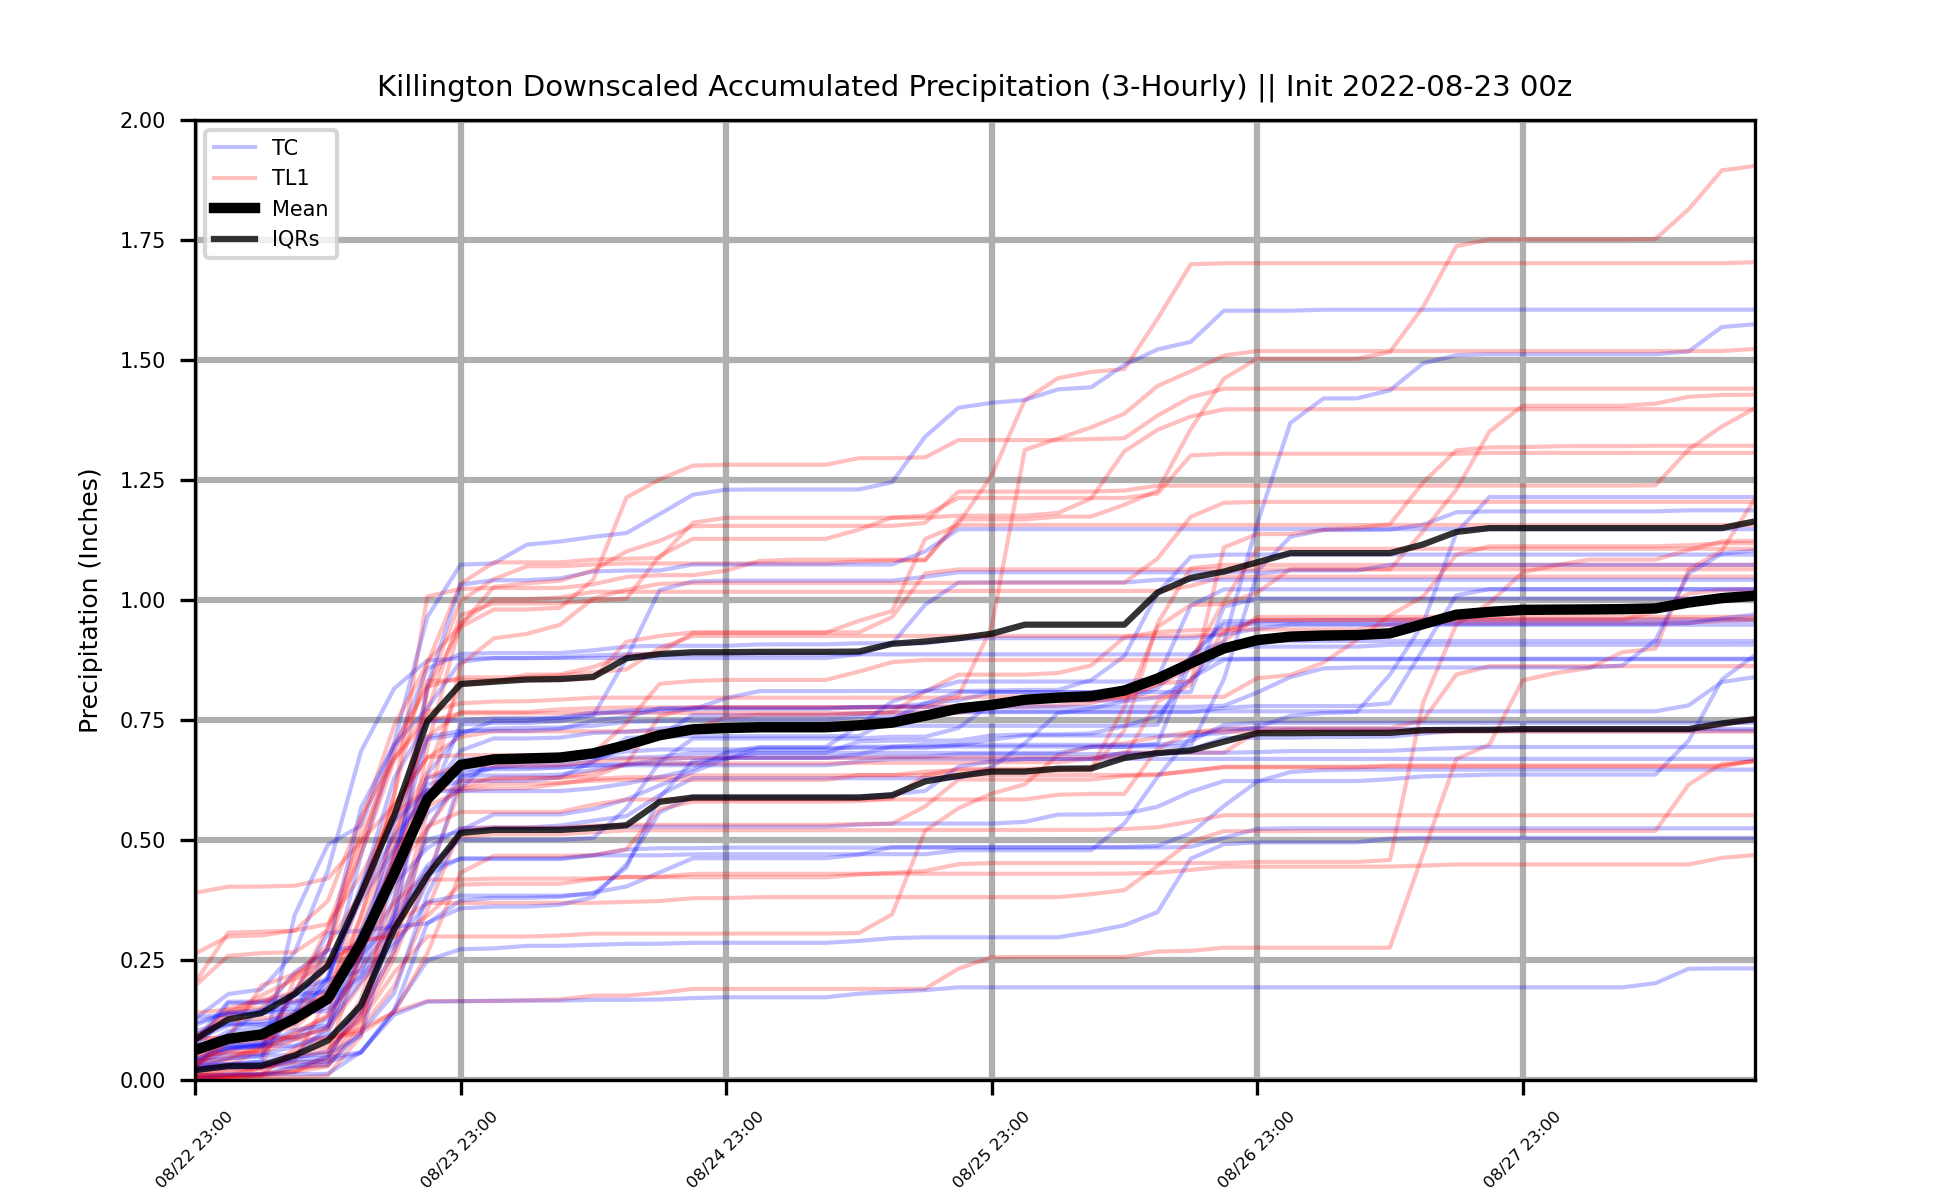 Killington Downscaled Accumulated Precipitation (3-Hourly) || Init 2022-08-23 00z
Precipitation (Inches)
2.00
1.75
1.50
1.25
1.00
0.75
0.50
0.25
0.00
TC
TL1
Mean
IQRs
08/22 23:00
08/23 23:00
08/24 23:00
08/25 23:00
08/26 23:00
08/27 23:00